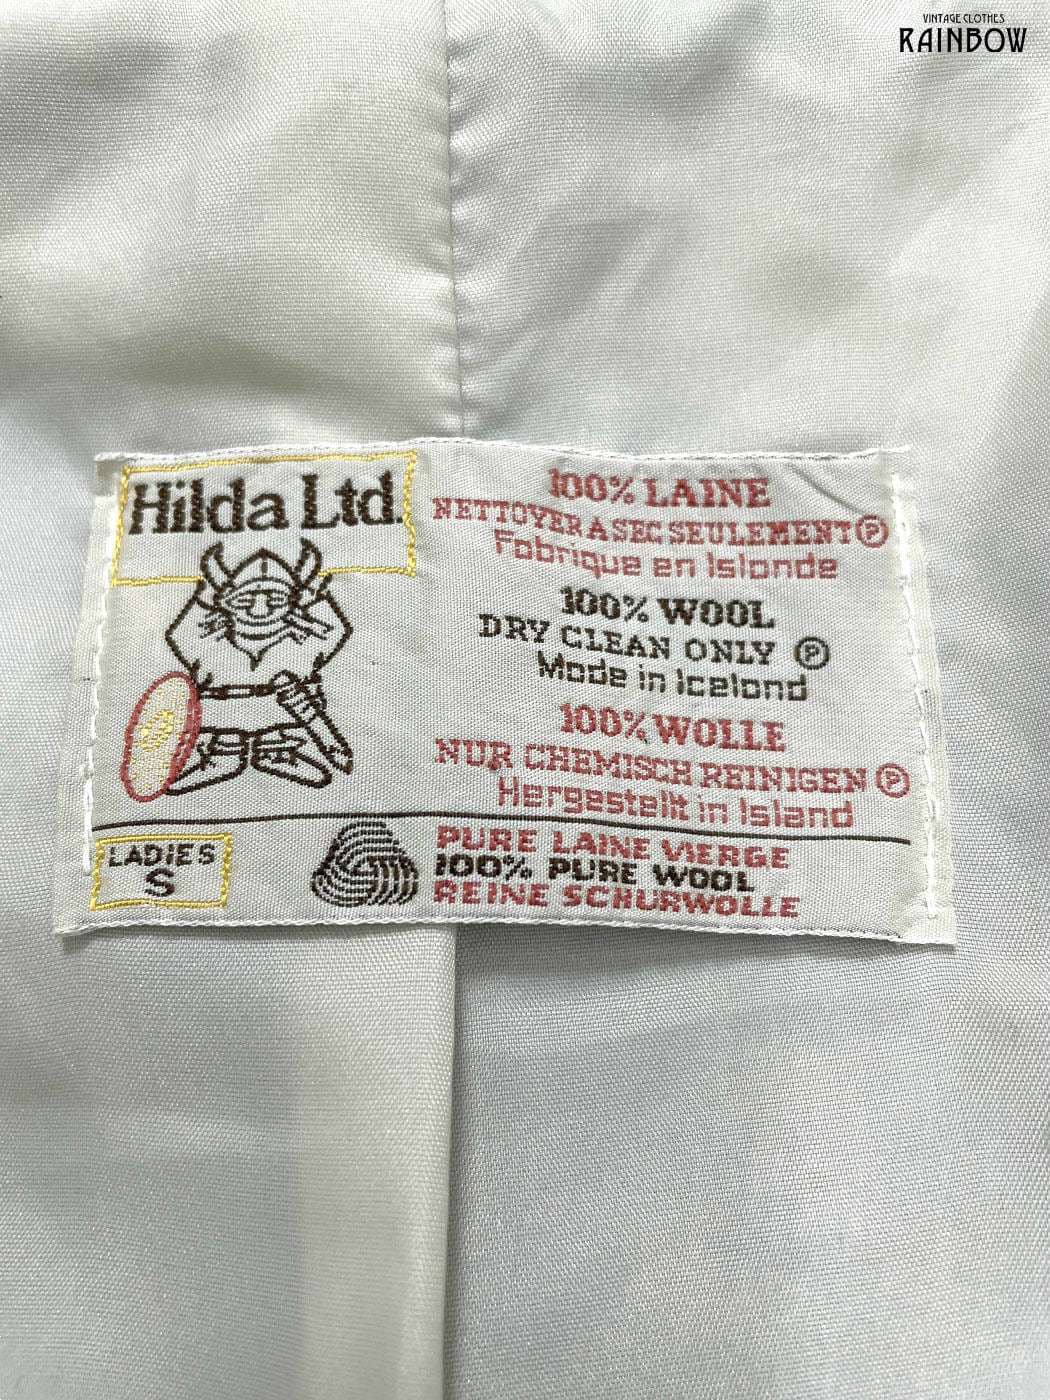 VINTAGE CLOTHES
RAINBOW
Hilda Ltd.
100% LAINE
NETTOYER A SEC SEULEMENT Ⓟ
Fabrique en Islande
100% WOOL
DRY CLEAN ONLY Ⓟ
Made in Iceland
100% WOLLE
NUR CHEMISCH REINIGEN Ⓟ
Hergestellt in Island
LADIES
S
PURE LAINE VIERGE
100% PURE WOOL
REINE SCHURWOLLE